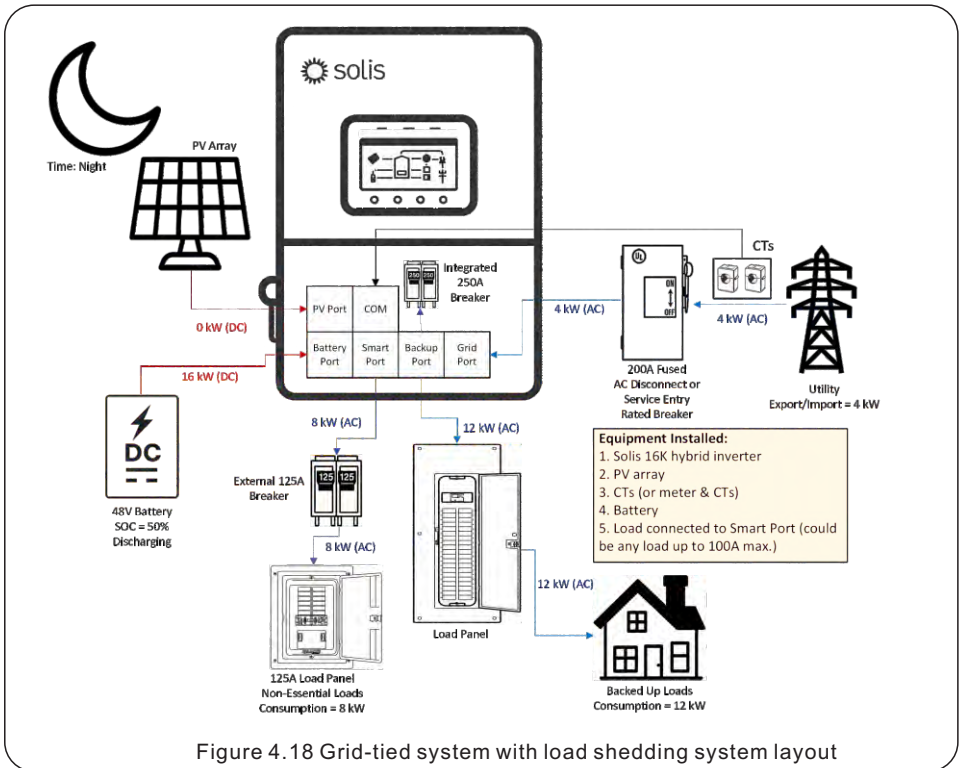 solis
Time: Night
PV Array
CTs
Integrated
250A
Breaker
250 250
UL
ON
OFF
PV Port
COM
Battery
Port
Smart
Port
Backup
Port
Grid
Port
0 kW (DC)
16 kW (DC)
4 kW (AC)
4 kW (AC)
200A Fused
AC Disconnect or
Service Entry
Rated Breaker
Utility
Export/Import = 4 kW
DC
48V Battery
SOC = 50%
Discharging
8 kW (AC)
12 kW (AC)
External 125A
Breaker
125 125
8 kW (AC)
125A Load Panel
Non-Essential Loads
Consumption = 8 kW
Load Panel
12 kW (AC)
Equipment Installed:
1. Solis 16K hybrid inverter
2. PV array
3. CTs (or meter & CTs)
4. Battery
5. Load connected to Smart Port (could
be any load up to 100A max.)
Backed Up Loads
Consumption = 12 kW
Figure 4.18 Grid-tied system with load shedding system layout